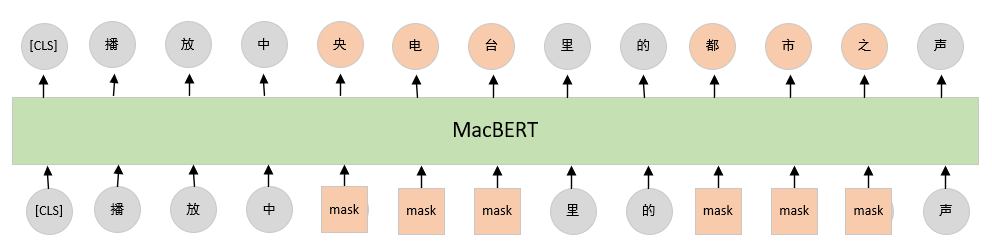 [CLS] 播 放 中 央 电 台 里 的 都 市 之 声
MacBERT
[CLS] 播 放 中 mask mask mask 里 的 mask mask mask 声